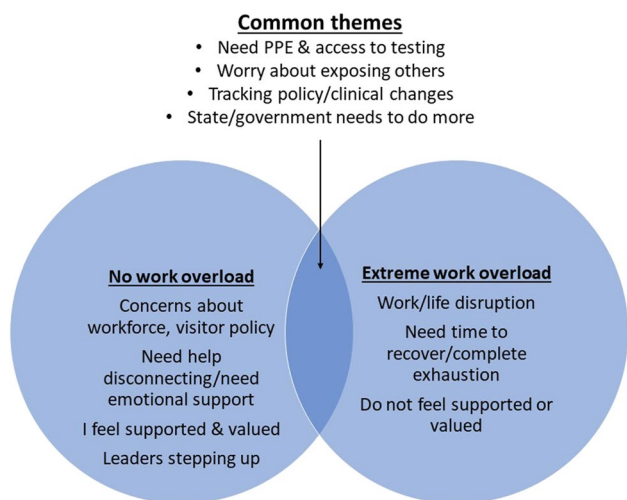 Common themes
• Need PPE & access to testing
• Worry about exposing others
• Tracking policy/clinical changes
• State/government needs to do more
No work overload
Concerns about
workforce, visitor policy
Need help
disconnecting/need
emotional support
I feel supported & valued
Leaders stepping up
Extreme work overload
Work/life disruption
Need time to
recover/complete
exhaustion
Do not feel supported or
valued